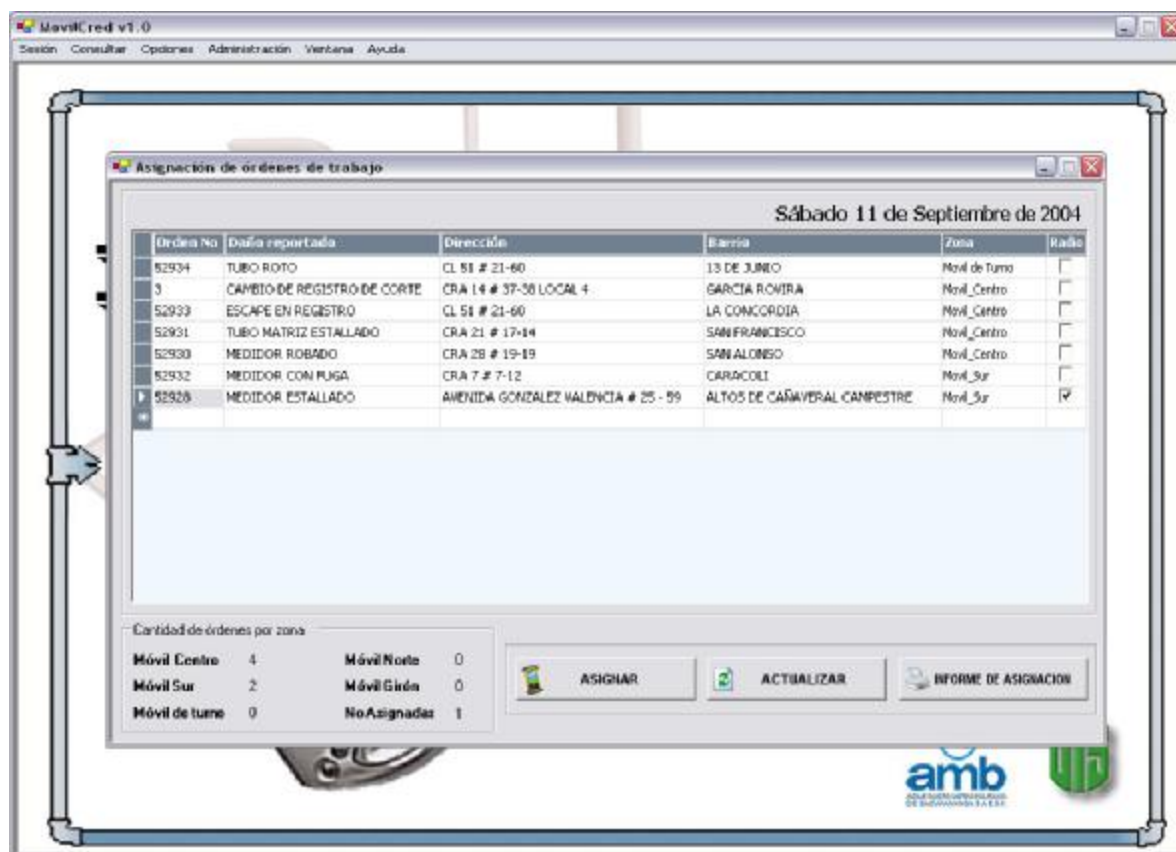 MovilCred v1.0
Sesión Consultar Opciones Administración Ventana Ayuda
Asignación de órdenes de trabajo
Sábado 11 de Septiembre de 2004
Orden No Daño reportado Dirección Barrio Zona Radio
52934 TUBO ROTO CL 51 # 21-60 13 DE JUNIO Movil de Turno
3 CAMBIO DE REGISTRO DE CORTE CRA 14 # 37-38 LOCAL 4 GARCIA ROVIRA Movil_Centro
52933 ESCAPE EN REGISTRO CL 51 # 21-60 LA CONCORDIA Movil_Centro
52931 TUBO MATRIZ ESTALLADO CRA 21 # 17-14 SAN FRANCISCO Movil_Centro
52930 MEDIDOR ROBADO CRA 28 # 19-19 SAN ALONSO Movil_Centro
52932 MEDIDOR CON FUGA CRA 7 # 7-12 CARACOLI Movil_Sur
52928 MEDIDOR ESTALLADO AVENIDA GONZALEZ VALENCIA # 25 - 59 ALTOS DE CAÑAVERAL CAMPESTRE Movil_Sur
Cantidad de órdenes por zona
Móvil Centro 4 Móvil Norte 0
Móvil Sur 2 Móvil Girón 0
Móvil de turno 0 No Asignadas 1
ASIGNAR ACTUALIZAR INFORME DE ASIGNACION
amb